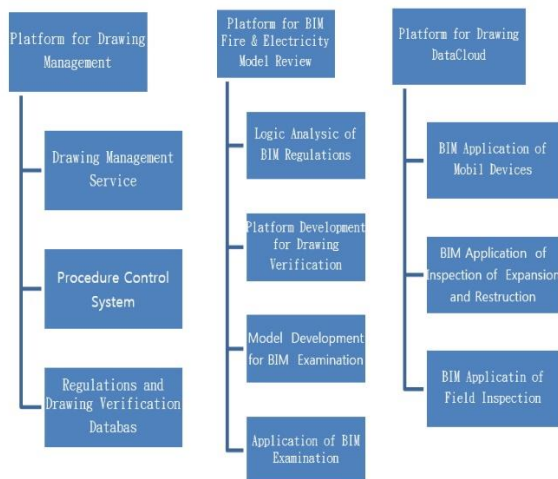 Platform for Drawing
Management
Drawing Management
Service
Procedure Control
System
Regulations and
Drawing Verification
Databas
Platform for BIM
Fire & Electricity
Model Review
Logic Analysic of
BIM Regulations
Platform Development
for Drawing
Verification
Model Development
for BIM Examination
Application of BIM
Examination
Platform for Drawing
DataCloud
BIM Application of
Mobil Devices
BIM Application of
Inspection of Expansion
and Restruction
BIM Applicatin of
Field Inspection